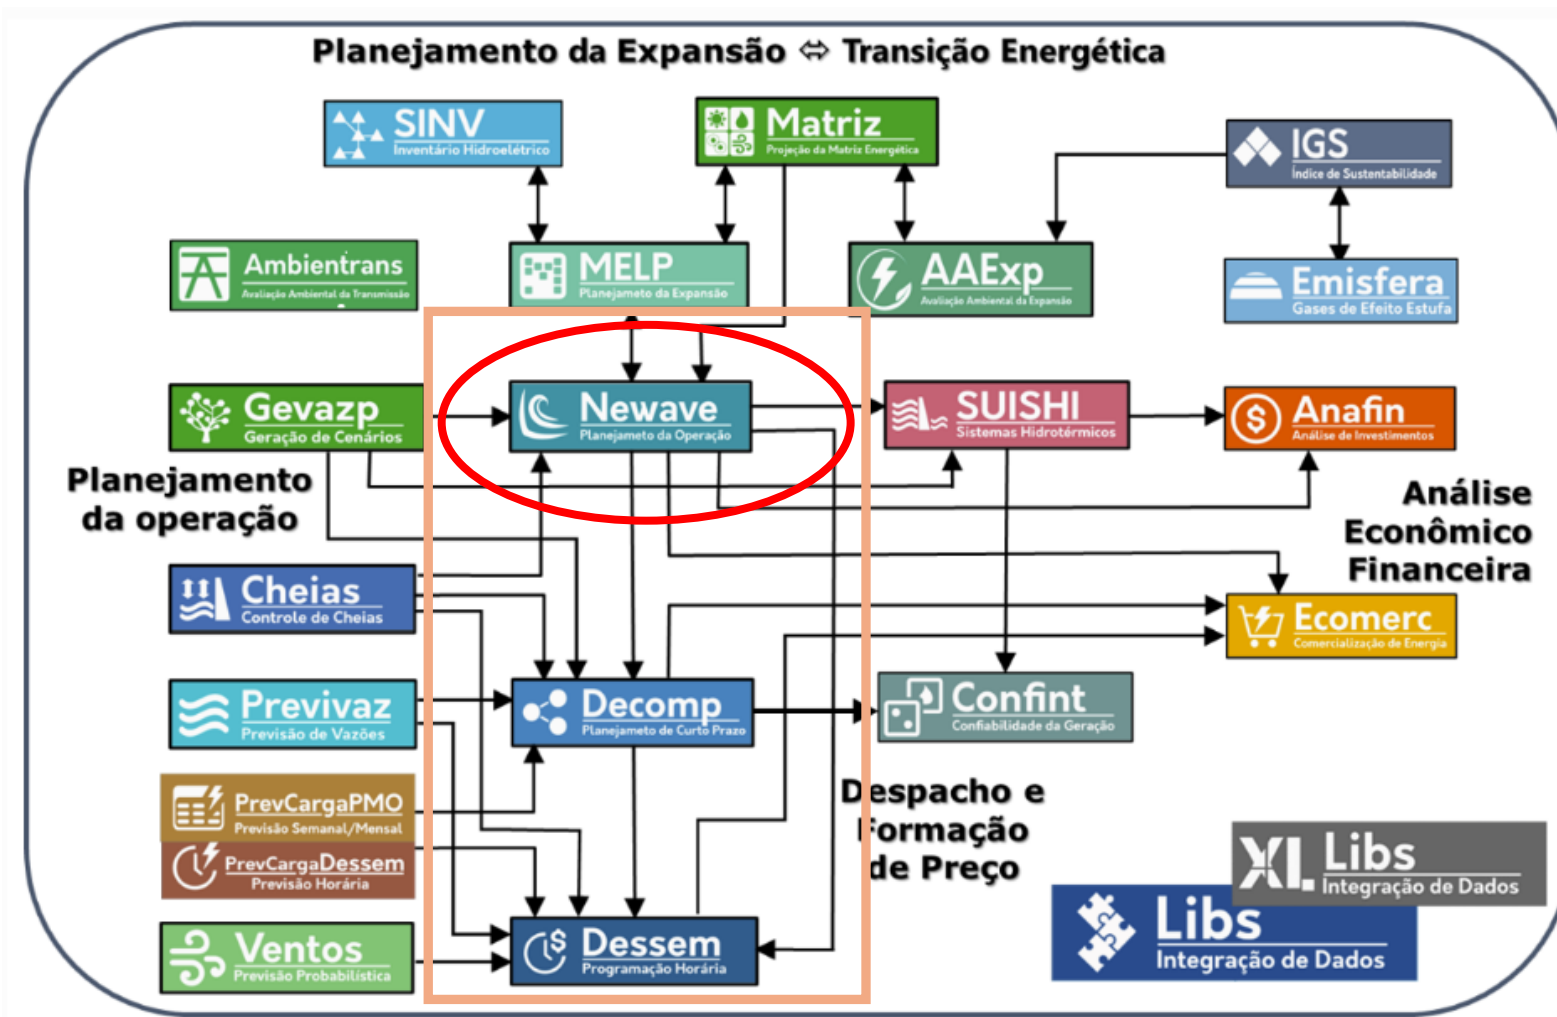 Planejamento da Expansão ⇔ Transição Energética
SINV
Inventário Hidroelétrico
Matriz
Projeção da Matriz Energética
IGS
Índice de Sustentabilidade
Ambientrans
Avaliação Ambiental da Transmissão
MELP
Planejameto da Expansão
AAExp
Avaliação Ambiental da Expansão
Emisfera
Gases de Efeito Estufa
Gevazp
Geração de Cenários
Newave
Planejameto da Operação
SUISHI
Sistemas Hidrotérmicos
Anafin
Análise de Investimentos
Planejamento
da operação
Análise
Econômico
Financeira
Cheias
Controle de Cheias
Ecomerc
Comercialização de Energia
Previvaz
Previsão de Vazões
Decomp
Planejameto de Curto Prazo
Confint
Confiabilidade da Geração
PrevCargaPMO
Previsão Semanal/Mensal
PrevCargaDessem
Previsão Horária
Despacho e
Formação
de Preço
Ventos
Previsão Probabilística
Dessem
Programação Horária
XL Libs
Integração de Dados
Libs
Integração de Dados